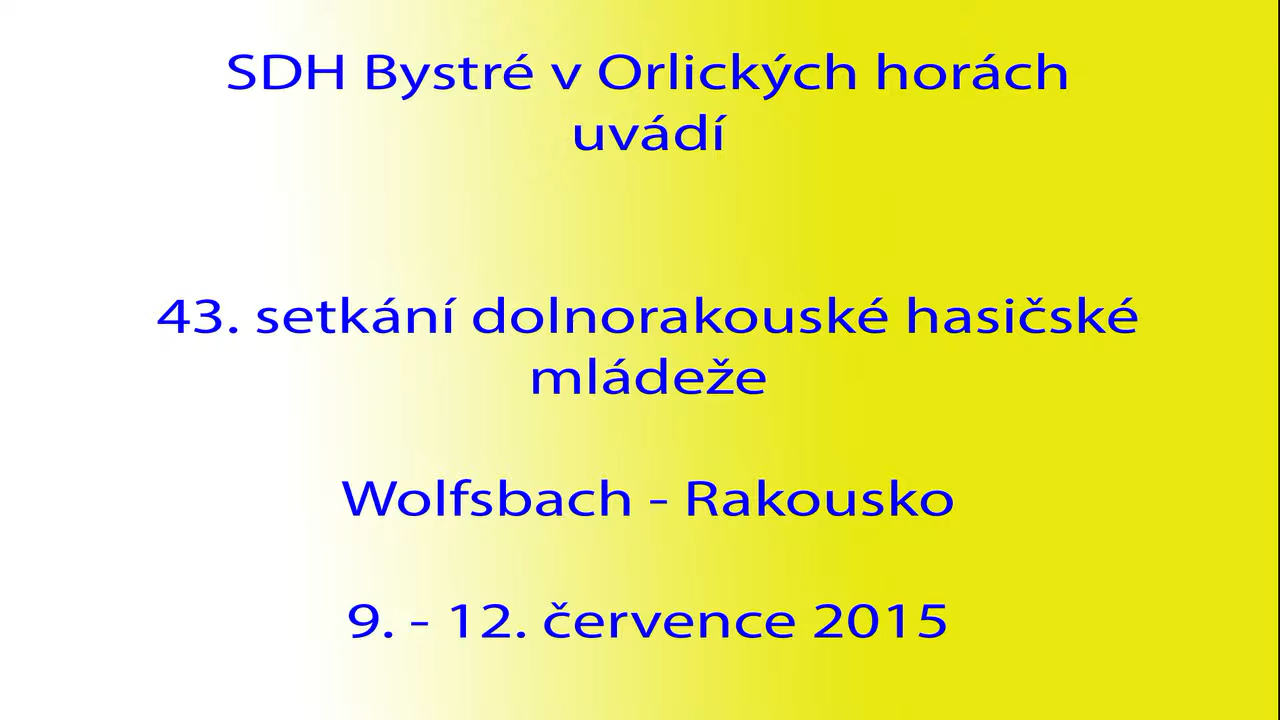 SDH Bystré v Orlických horách
uvádí
43. setkání dolnorakouské hasičské
mládeže
Wolfsbach - Rakousko
9. - 12. července 2015